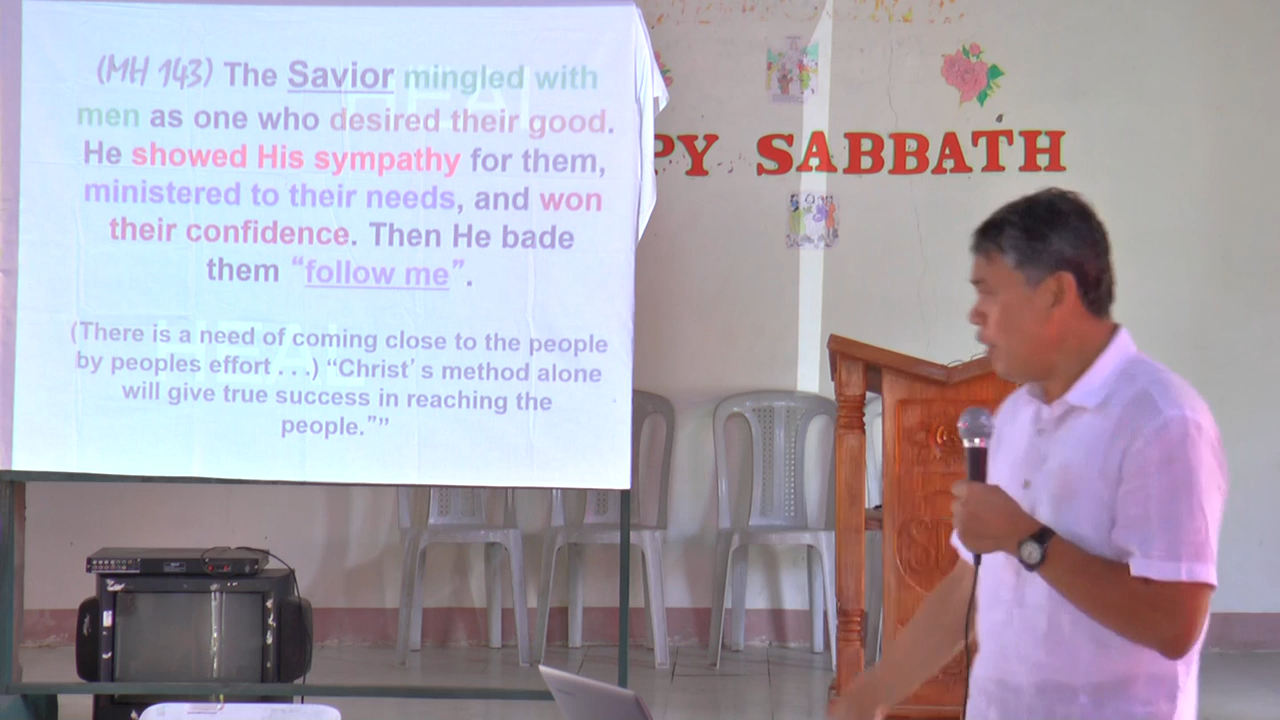 (MH 143) The Savior mingled with
men as one who desired their good.
He showed His sympathy for them,
ministered to their needs, and won
their confidence. Then He bade
them “follow me”.
(There is a need of coming close to the people
by peoples effort . . .) “Christ’s method alone
will give true success in reaching the
people.””
PY SABBATH